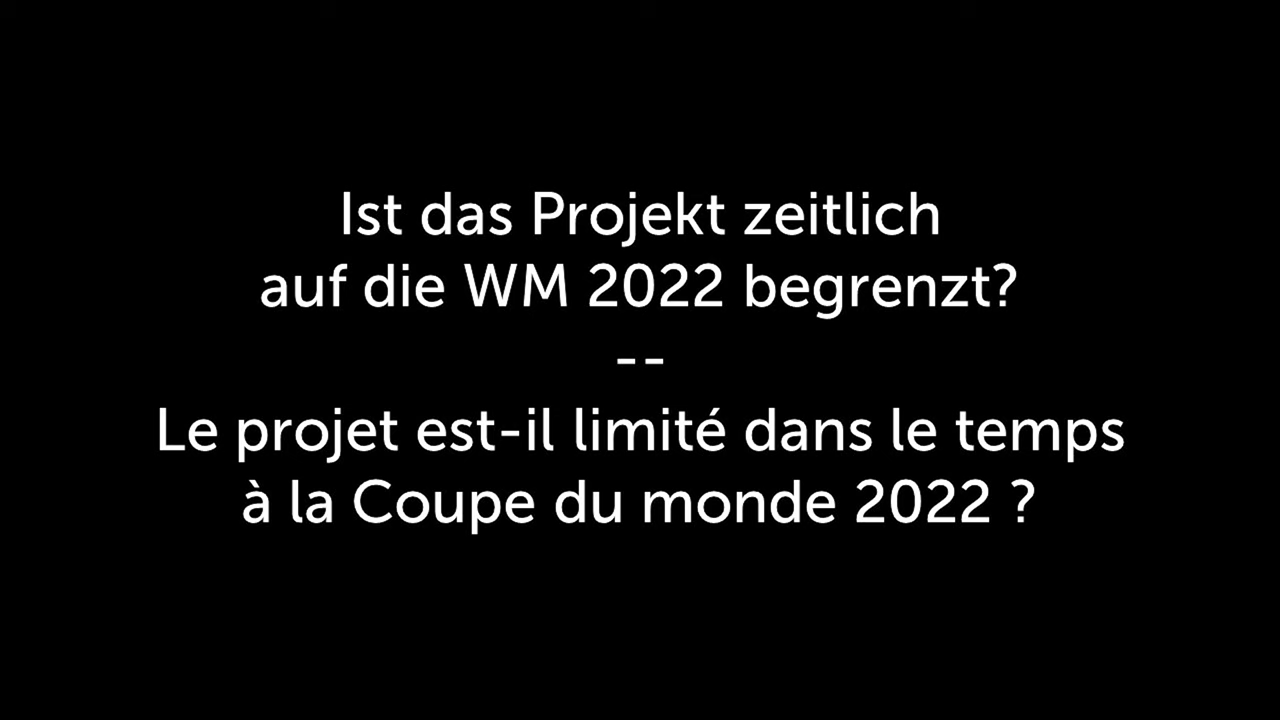 Ist das Projekt zeitlich
auf die WM 2022 begrenzt?
--
Le projet est-il limité dans le temps
à la Coupe du monde 2022 ?